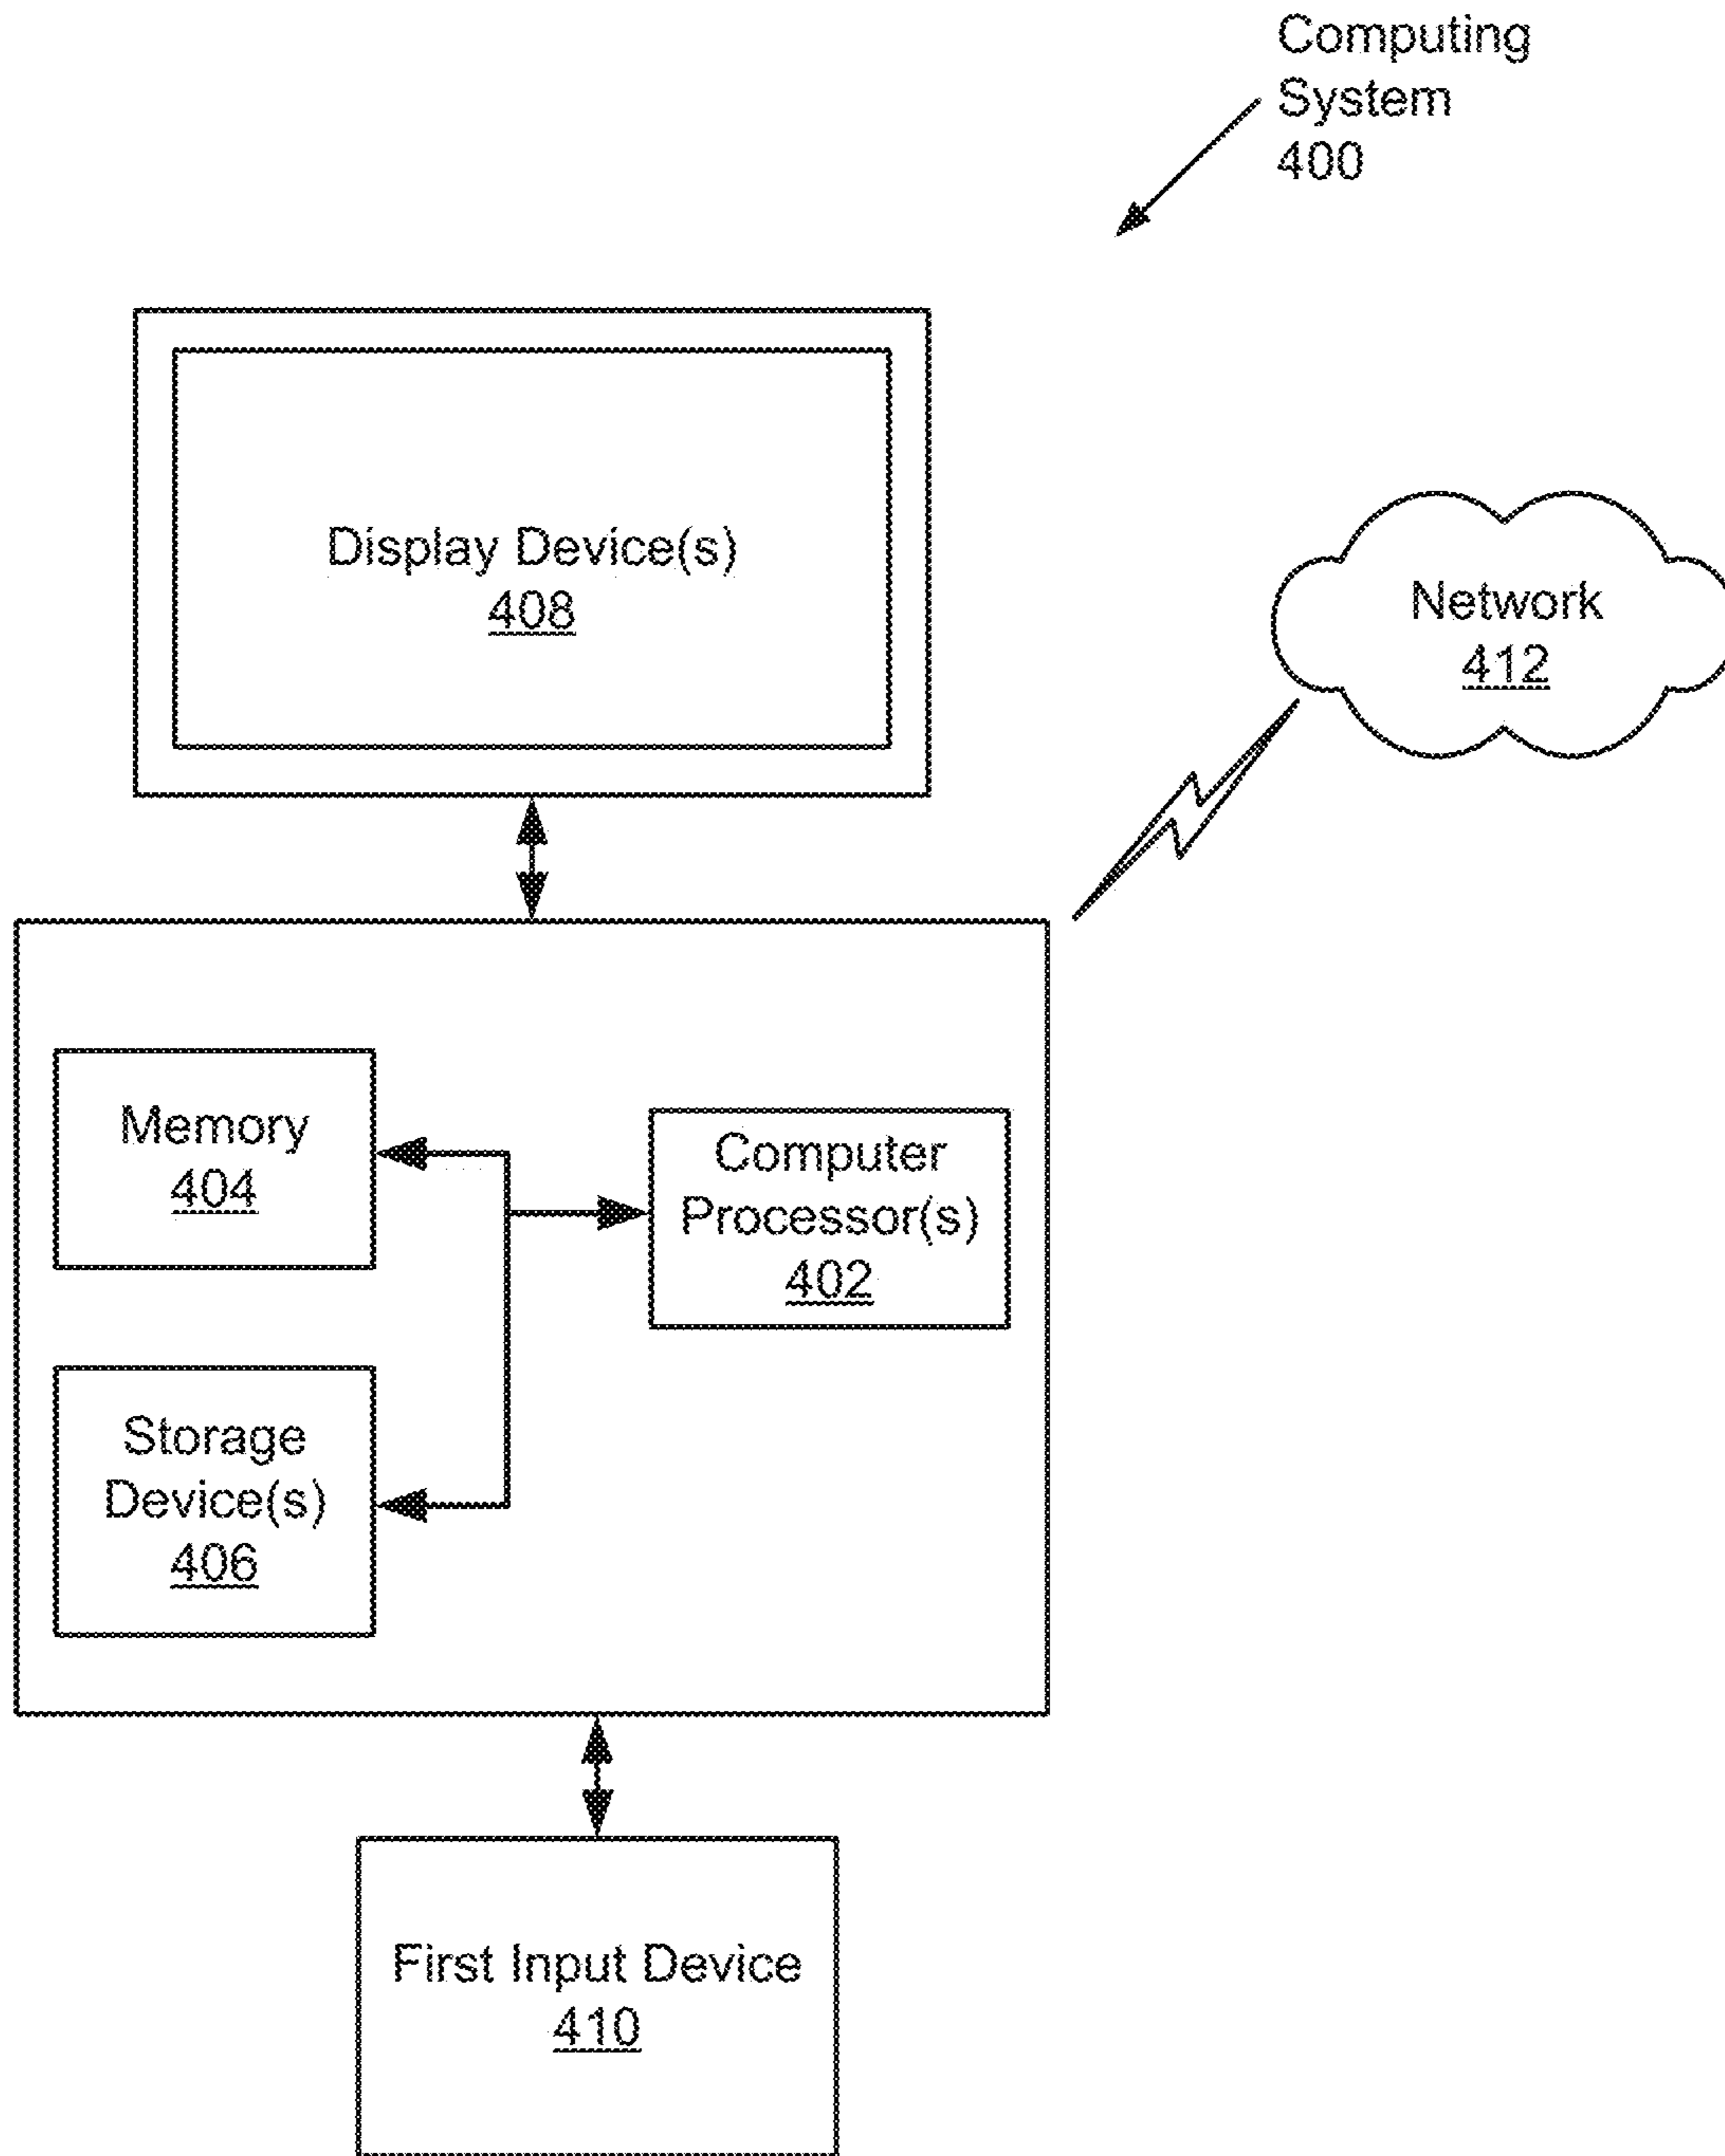 Computing
System
400
Display Device(s)
408
Network
412
Memory
404
Computer
Processor(s)
402
Storage
Device(s)
406
First Input Device
410